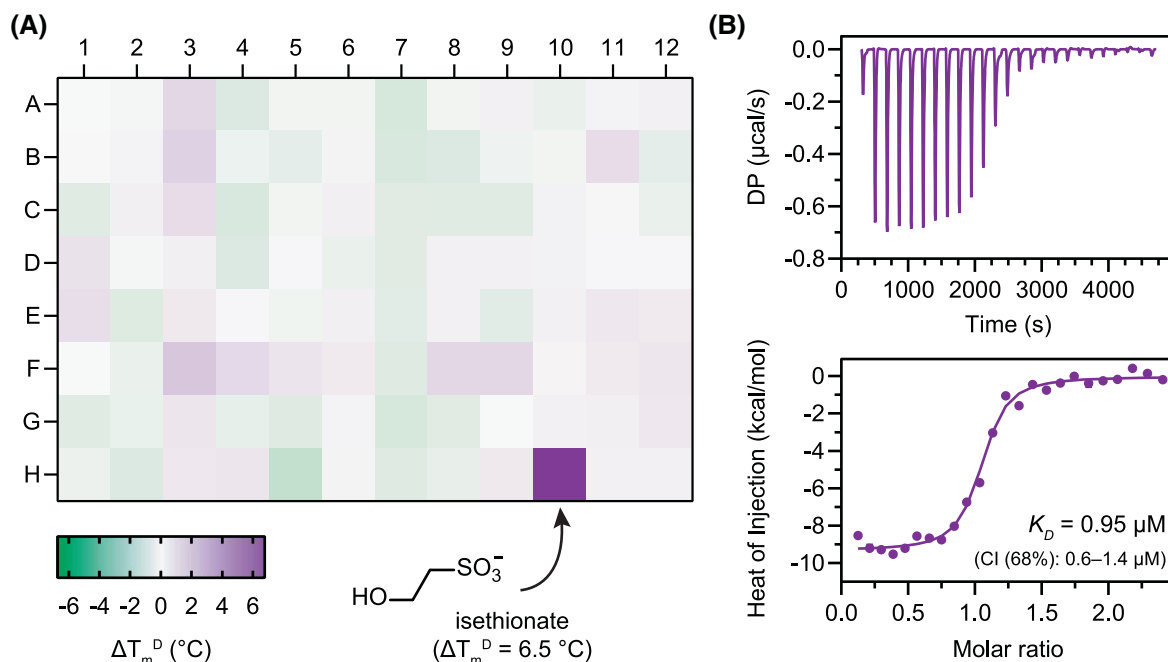 (A)
1 2 3 4 5 6 7 8 9 10 11 12
A
B
C
D
E
F
G
H
-6 -4 -2 0 2 4 6
ΔTₘᴰ (°C)
HO SO₃⁻
isethionate
(ΔTₘᴰ = 6.5 °C)
(B)
0.0
-0.2
-0.4
-0.6
-0.8
DP (µcal/s)
0 1000 2000 3000 4000
Time (s)
0
-2
-4
-6
-8
-10
Heat of Injection (kcal/mol)
K_D = 0.95 µM
(CI (68%): 0.6–1.4 µM)
0.0 0.5 1.0 1.5 2.0
Molar ratio